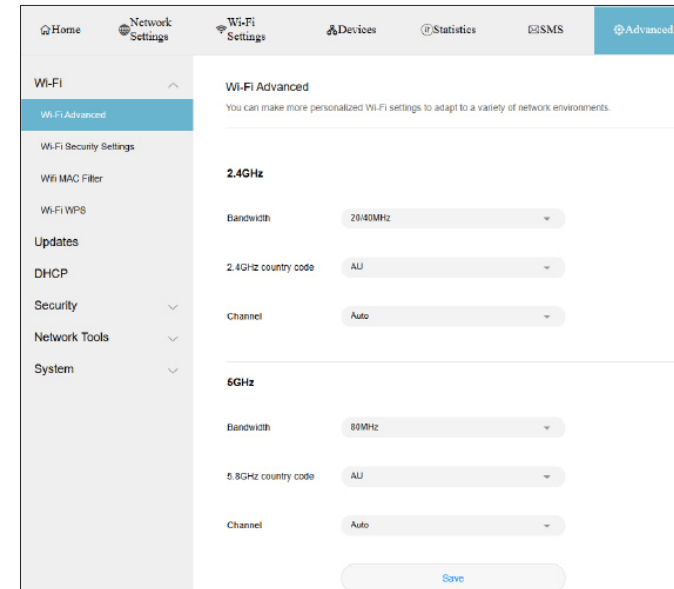 Home
Network
Settings
Wi-Fi
Settings
Devices
Statistics
SMS
Advanced
Wi-Fi
Wi-Fi Advanced
Wi-Fi Security Settings
Wifi MAC Filter
Wi-Fi WPS
Updates
DHCP
Security
Network Tools
System
Wi-Fi Advanced
You can make more personalized Wi-Fi settings to adapt to a variety of network environments.
2.4GHz
Bandwidth 20/40MHz
2.4GHz country code AU
Channel Auto
5GHz
Bandwidth 80MHz
5.8GHz country code AU
Channel Auto
Save